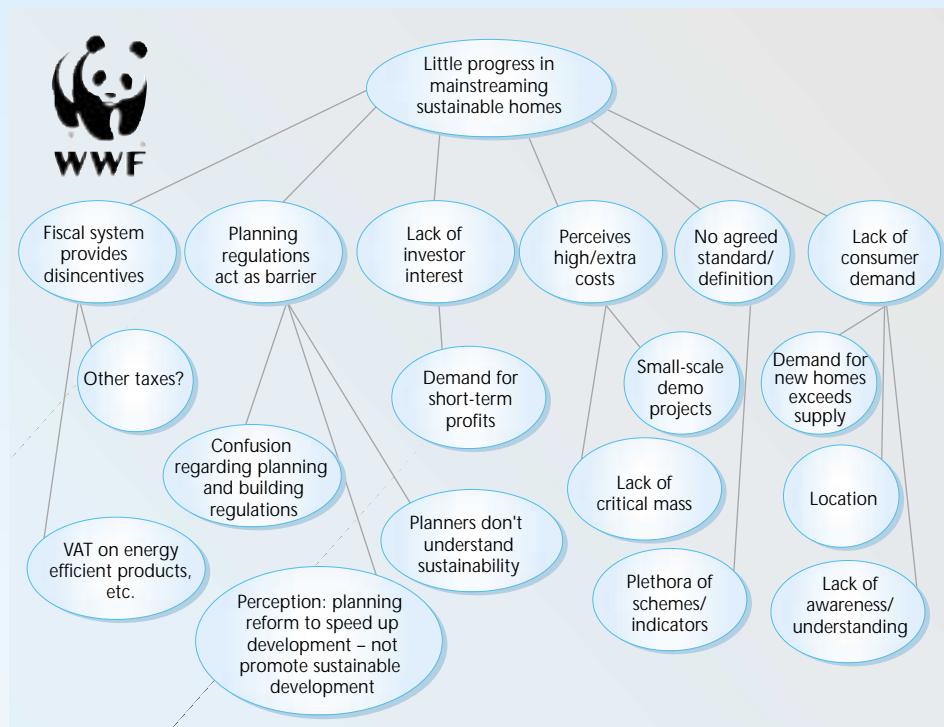 Little progress in
mainstreaming
sustainable homes
WWF
Fiscal system
provides
disincentives
Planning
regulations
act as barrier
Lack of
investor
interest
Perceives
high/extra
costs
No agreed
standard/
definition
Lack of
consumer
demand
Other taxes?
Demand for
short-term
profits
Small-scale
demo
projects
Demand for
new homes
exceeds
supply
Confusion
regarding planning
and building
regulations
Lack of
critical mass
Location
VAT on energy
efficient products,
etc.
Planners don't
understand
sustainability
Perception: planning
reform to speed up
development – not
promote sustainable
development
Plethora of
schemes/
indicators
Lack of
awareness/
understanding